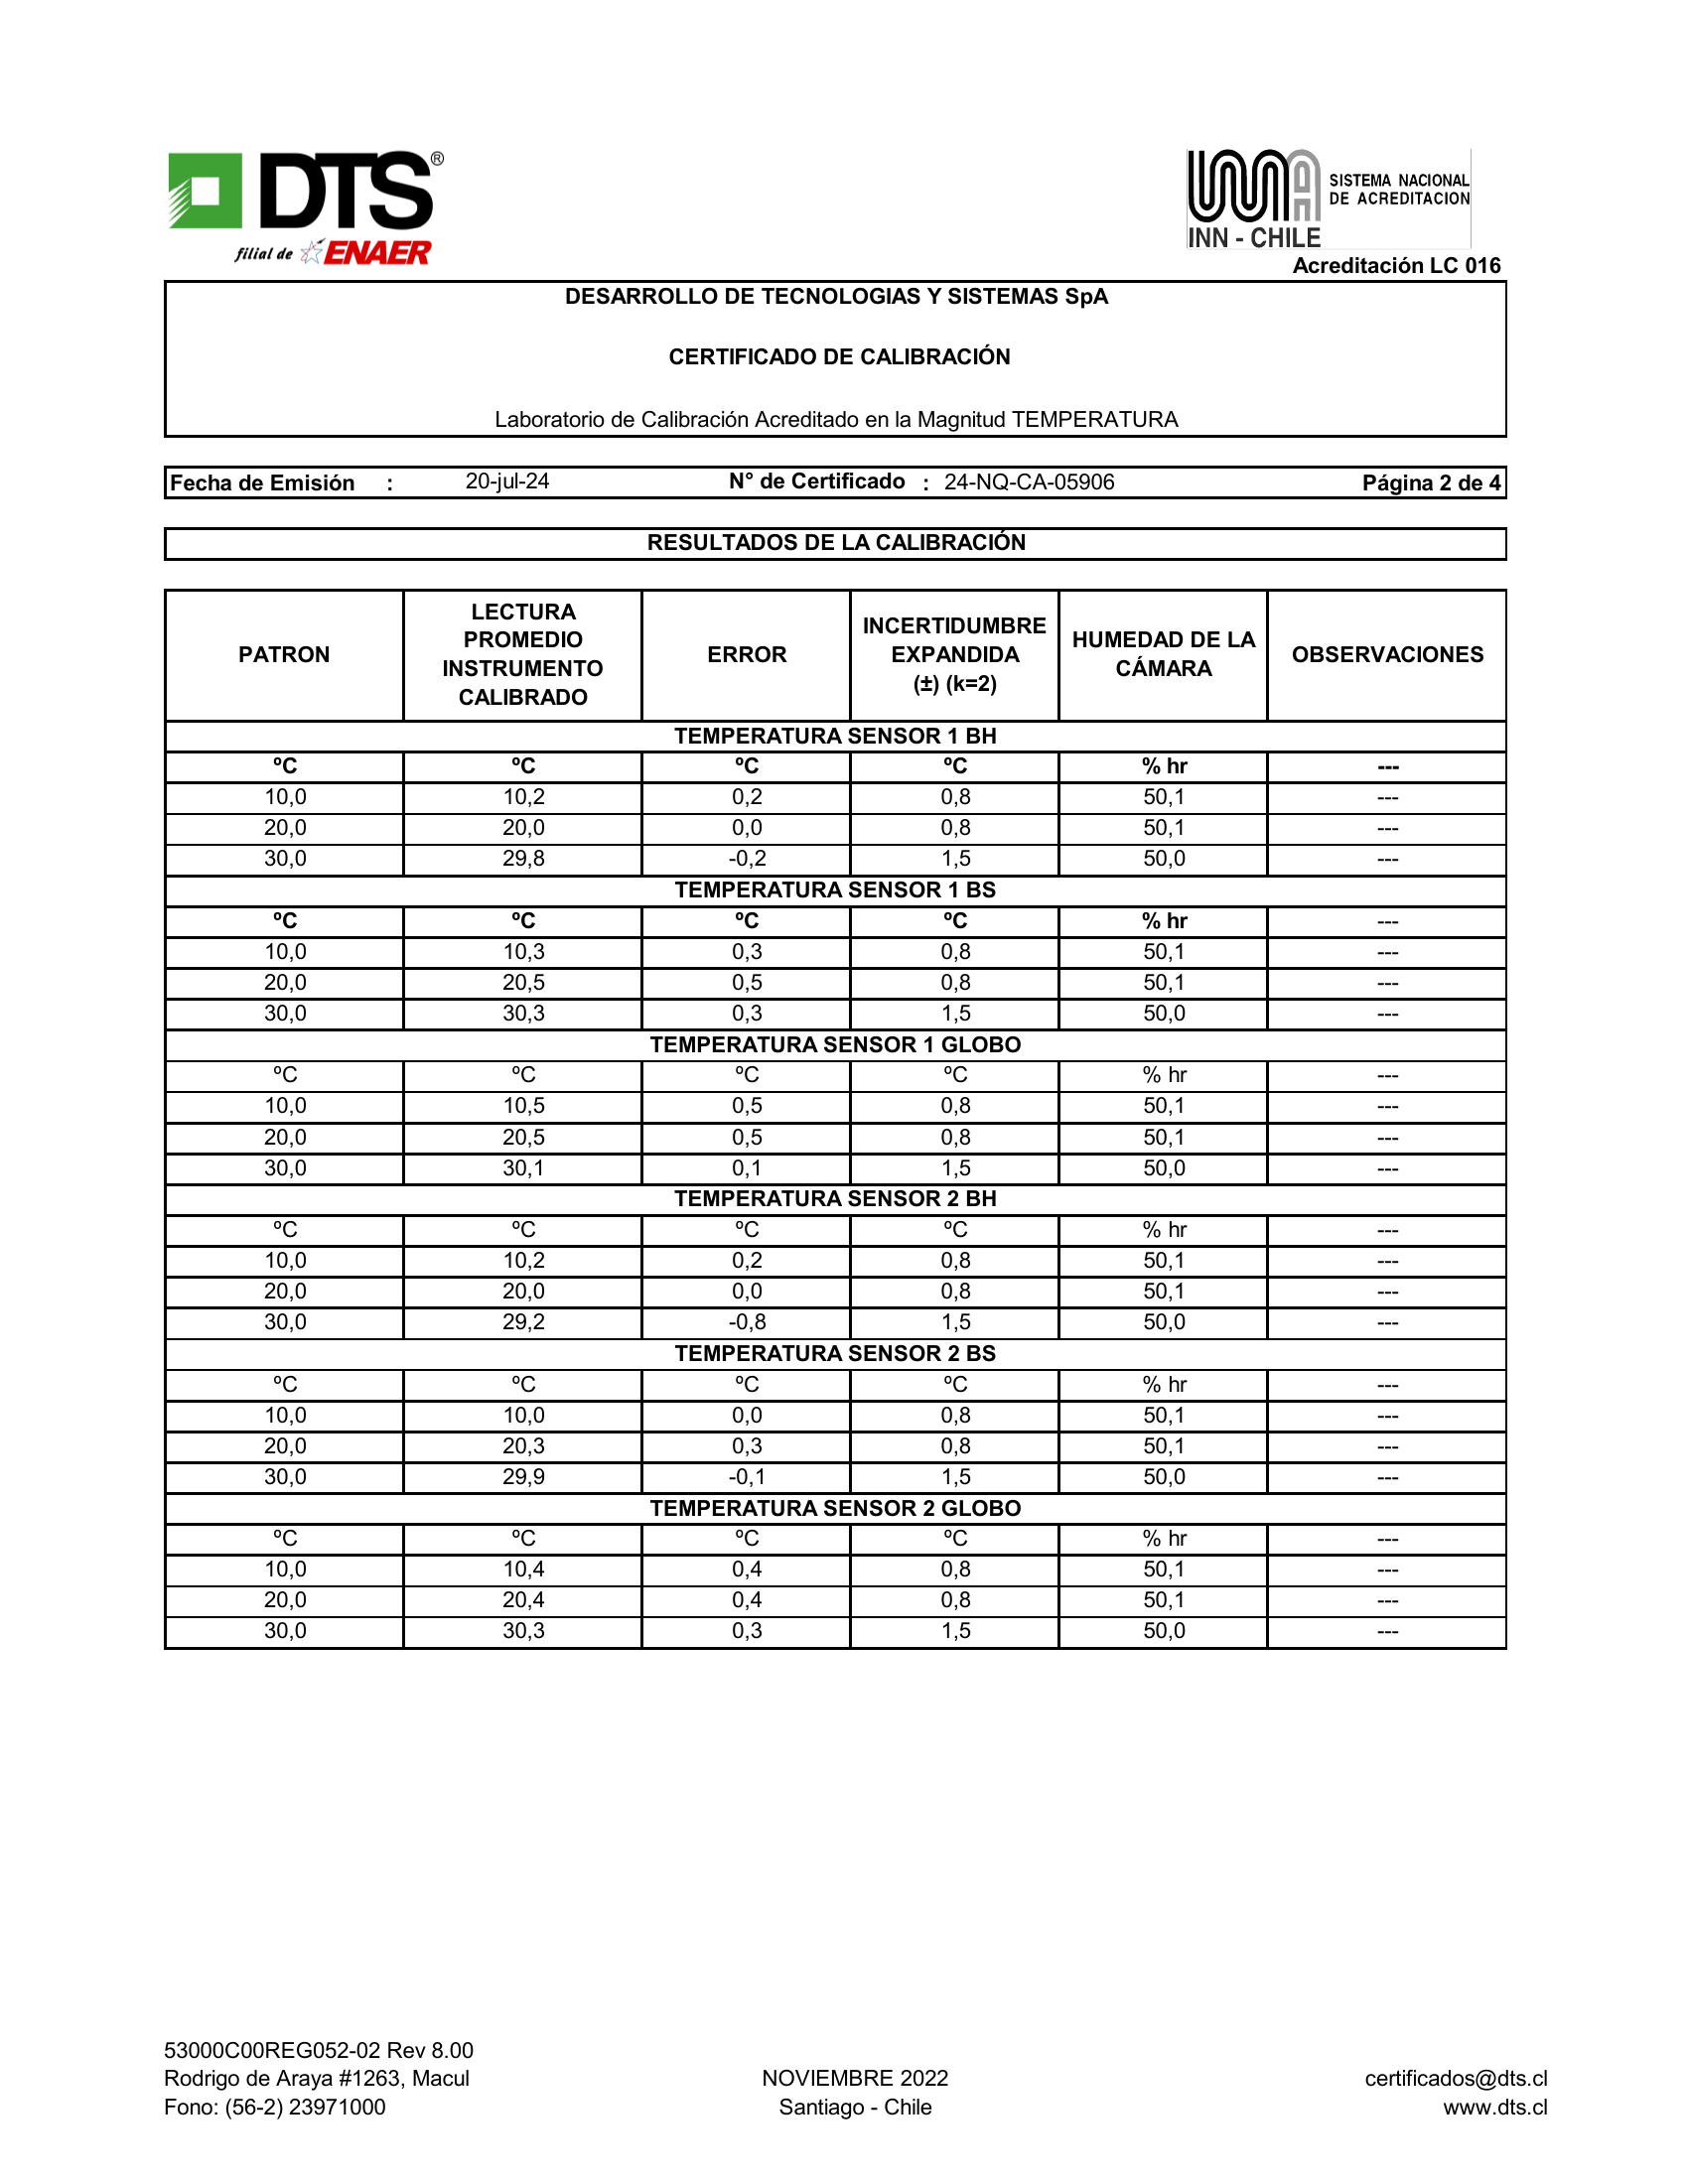 DTS®
filial de ENAER
SISTEMA NACIONAL
DE ACREDITACION
INN - CHILE
Acreditación LC 016
DESARROLLO DE TECNOLOGIAS Y SISTEMAS SpA
CERTIFICADO DE CALIBRACIÓN
Laboratorio de Calibración Acreditado en la Magnitud TEMPERATURA
Fecha de Emisión : 20-jul-24 N° de Certificado : 24-NQ-CA-05906 Página 2 de 4
RESULTADOS DE LA CALIBRACIÓN
PATRON
LECTURA
PROMEDIO
INSTRUMENTO
CALIBRADO
ERROR
INCERTIDUMBRE
EXPANDIDA
(±) (k=2)
HUMEDAD DE LA
CÁMARA
OBSERVACIONES
TEMPERATURA SENSOR 1 BH
ºC ºC ºC ºC % hr ---
10,0 10,2 0,2 0,8 50,1 ---
20,0 20,0 0,0 0,8 50,1 ---
30,0 29,8 -0,2 1,5 50,0 ---
TEMPERATURA SENSOR 1 BS
ºC ºC ºC ºC % hr ---
10,0 10,3 0,3 0,8 50,1 ---
20,0 20,5 0,5 0,8 50,1 ---
30,0 30,3 0,3 1,5 50,0 ---
TEMPERATURA SENSOR 1 GLOBO
ºC ºC ºC ºC % hr ---
10,0 10,5 0,5 0,8 50,1 ---
20,0 20,5 0,5 0,8 50,1 ---
30,0 30,1 0,1 1,5 50,0 ---
TEMPERATURA SENSOR 2 BH
ºC ºC ºC ºC % hr ---
10,0 10,2 0,2 0,8 50,1 ---
20,0 20,0 0,0 0,8 50,1 ---
30,0 29,2 -0,8 1,5 50,0 ---
TEMPERATURA SENSOR 2 BS
ºC ºC ºC ºC % hr ---
10,0 10,0 0,0 0,8 50,1 ---
20,0 20,3 0,3 0,8 50,1 ---
30,0 29,9 -0,1 1,5 50,0 ---
TEMPERATURA SENSOR 2 GLOBO
ºC ºC ºC ºC % hr ---
10,0 10,4 0,4 0,8 50,1 ---
20,0 20,4 0,4 0,8 50,1 ---
30,0 30,3 0,3 1,5 50,0 ---
53000C00REG052-02 Rev 8.00
Rodrigo de Araya #1263, Macul NOVIEMBRE 2022 certificados@dts.cl
Fono: (56-2) 23971000 Santiago - Chile www.dts.cl